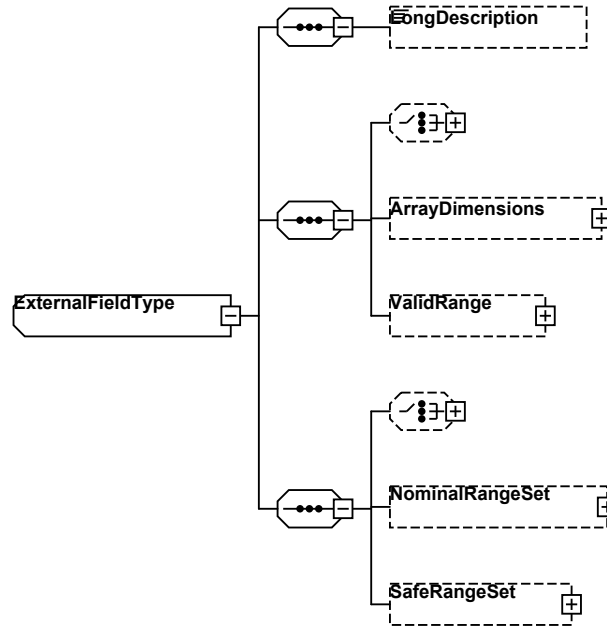 LongDescription
ArrayDimensions
ExternalFieldType
ValidRange
NominalRangeSet
SafeRangeSet